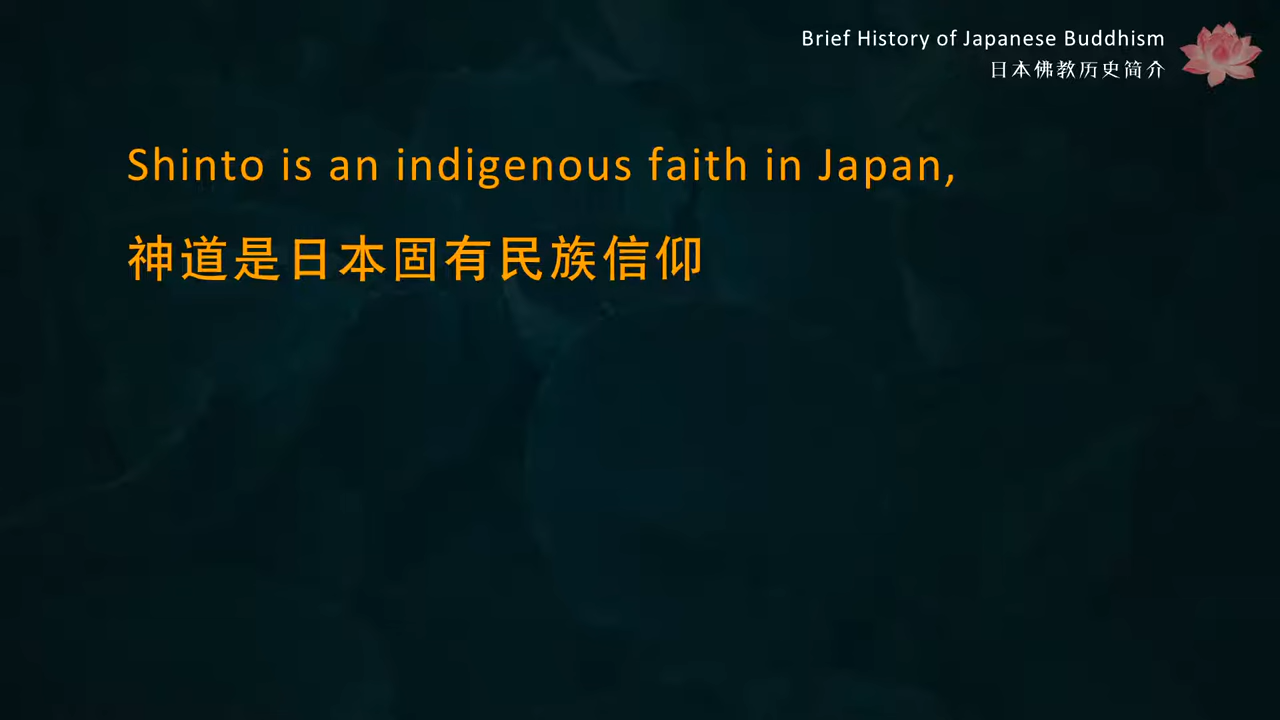 Brief History of Japanese Buddhism
日本佛教历史简介
Shinto is an indigenous faith in Japan,
神道是日本固有民族信仰